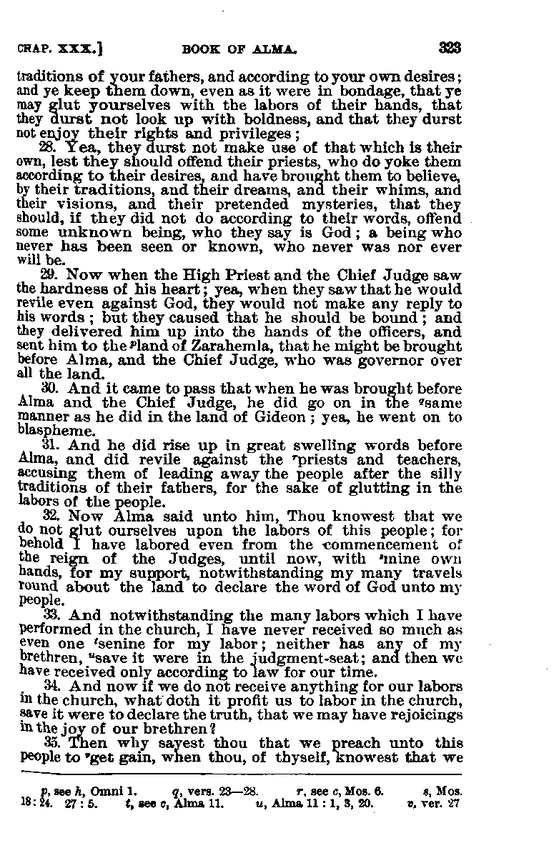 CHAP. XXX.] BOOK OF ALMA. 323
traditions of your fathers, and according to your own desires;
and ye keep them down, even as it were in bondage, that ye
may glut yourselves with the labors of their hands, that
they durst not look up with boldness, and that they durst
not enjoy their rights and privileges;
28. Yea, they durst not make use of that which is their
own, lest they should offend their priests, who do yoke them
according to their desires, and have brought them to believe,
by their traditions, and their dreams, and their whims, and
their visions, and their pretended mysteries, that they
should, if they did not do according to their words, offend
some unknown being, who they say is God; a being who
never has been seen or known, who never was nor ever
will be.
29. Now when the High Priest and the Chief Judge saw
the hardness of his heart; yea, when they saw that he would
revile even against God, they would not make any reply to
his words; but they caused that he should be bound; and
they delivered him up into the hands of the officers, and
sent him to the ᵖland of Zarahemla, that he might be brought
before Alma, and the Chief Judge, who was governor over
all the land.
30. And it came to pass that when he was brought before
Alma and the Chief Judge, he did go on in the qsame
manner as he did in the land of Gideon; yea, he went on to
blaspheme.
31. And he did rise up in great swelling words before
Alma, and did revile against the ʳpriests and teachers,
accusing them of leading away the people after the silly
traditions of their fathers, for the sake of glutting in the
labors of the people.
32. Now Alma said unto him, Thou knowest that we
do not glut ourselves upon the labors of this people; for
behold I have labored even from the commencement of
the reign of the Judges, until now, with ˢmine own
hands, for my support, notwithstanding my many travels
round about the land to declare the word of God unto my
people.
33. And notwithstanding the many labors which I have
performed in the church, I have never received so much as
even one ᵗsenine for my labor; neither has any of my
brethren, ᵘsave it were in the judgment-seat; and then we
have received only according to law for our time.
34. And now if we do not receive anything for our labors
in the church, what doth it profit us to labor in the church,
save it were to declare the truth, that we may have rejoicings
in the joy of our brethren?
35. Then why sayest thou that we preach unto this
people to ᵛget gain, when thou, of thyself, knowest that we
p, see h, Omni 1. q, vers. 23—28. r, see c, Mos. 6. s, Mos.
18:24. 27:5. t, see c, Alma 11. u, Alma 11:1, 3, 20. v, ver. 27